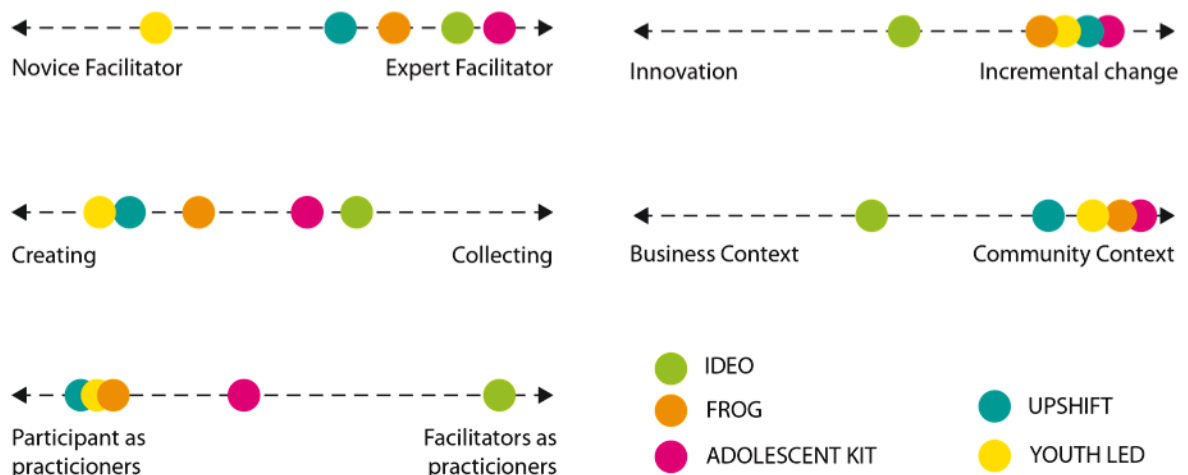 Novice Facilitator
Expert Facilitator
Innovation
Incremental change
Creating
Collecting
Business Context
Community Context
Participant as
practicioners
Facilitators as
practicioners
IDEO
FROG
ADOLESCENT KIT
UPSHIFT
YOUTH LED